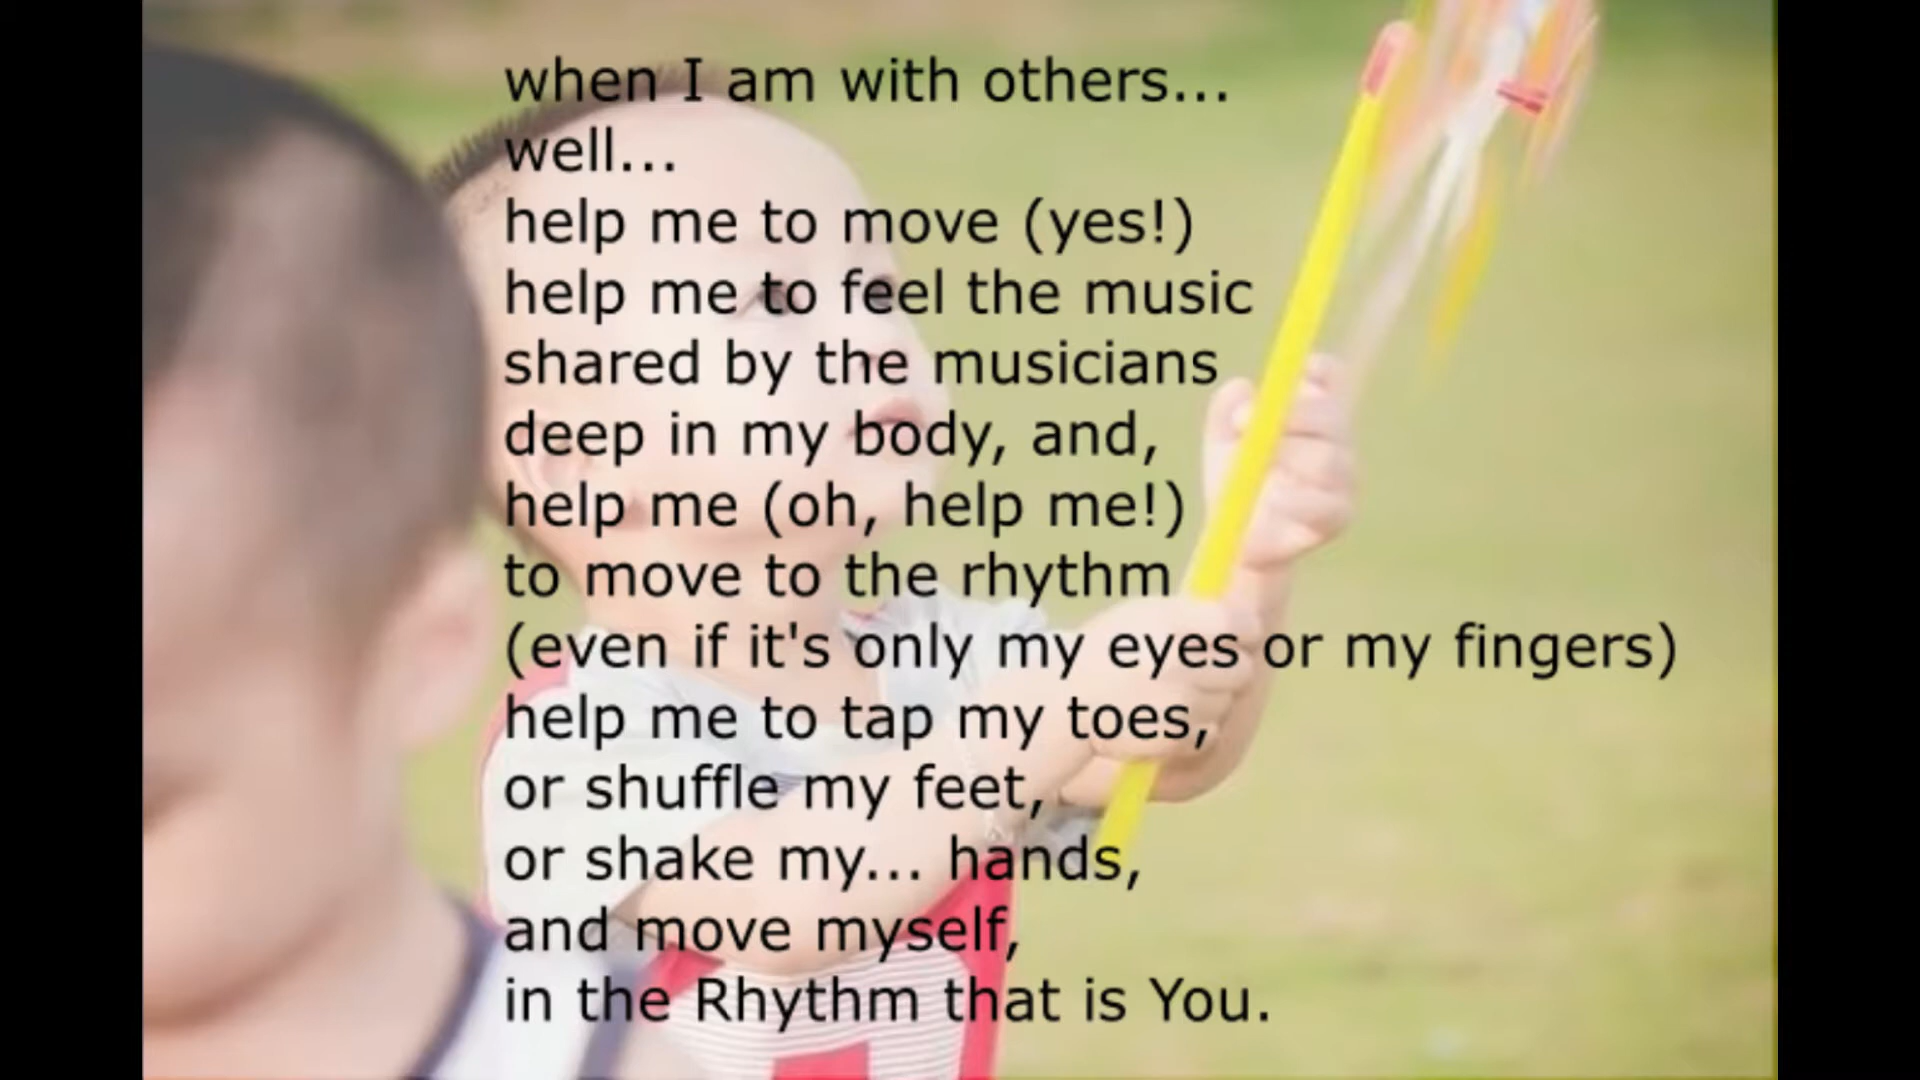 when I am with others...
well...
help me to move (yes!)
help me to feel the music
shared by the musicians
deep in my body, and,
help me (oh, help me!)
to move to the rhythm
(even if it's only my eyes or my fingers)
help me to tap my toes,
or shuffle my feet,
or shake my... hands,
and move myself,
in the Rhythm that is You.